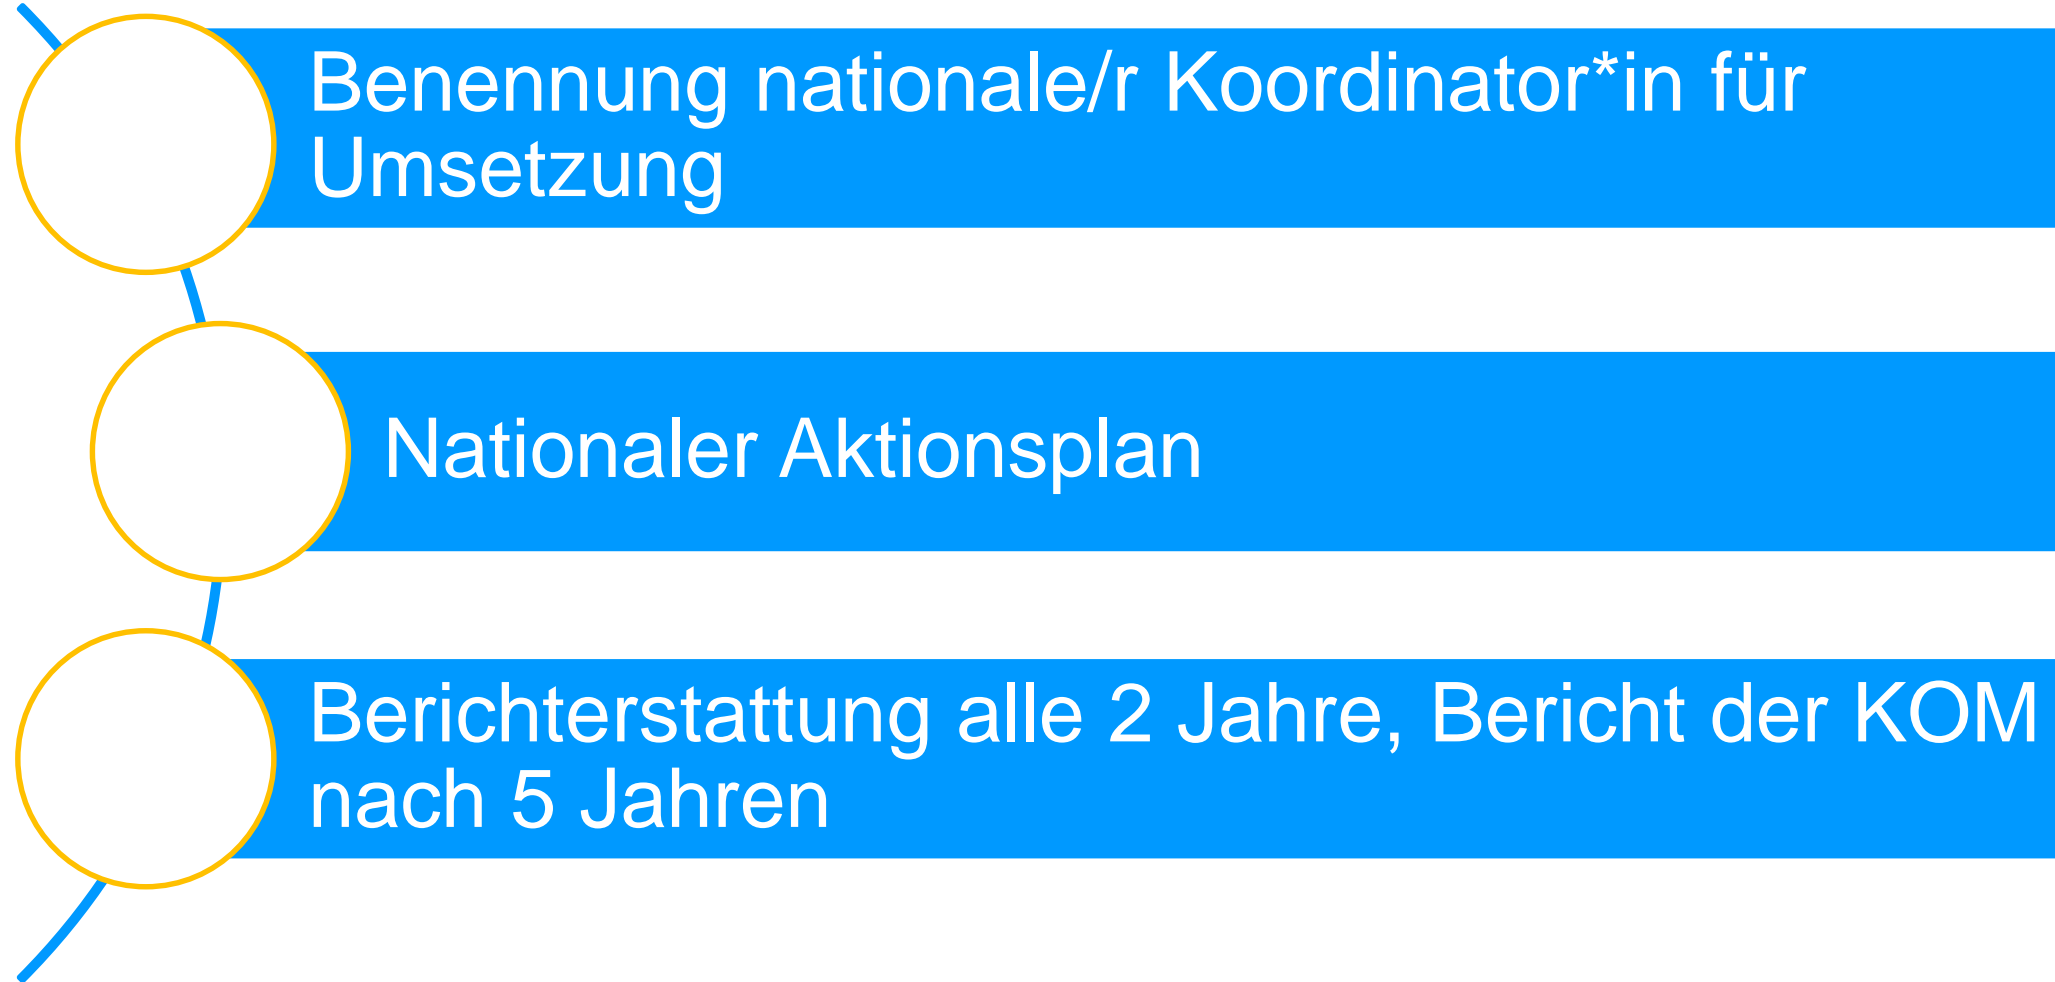 Benennung nationale/r Koordinator*in für
Umsetzung
Nationaler Aktionsplan
Berichterstattung alle 2 Jahre, Bericht der KOM
nach 5 Jahren